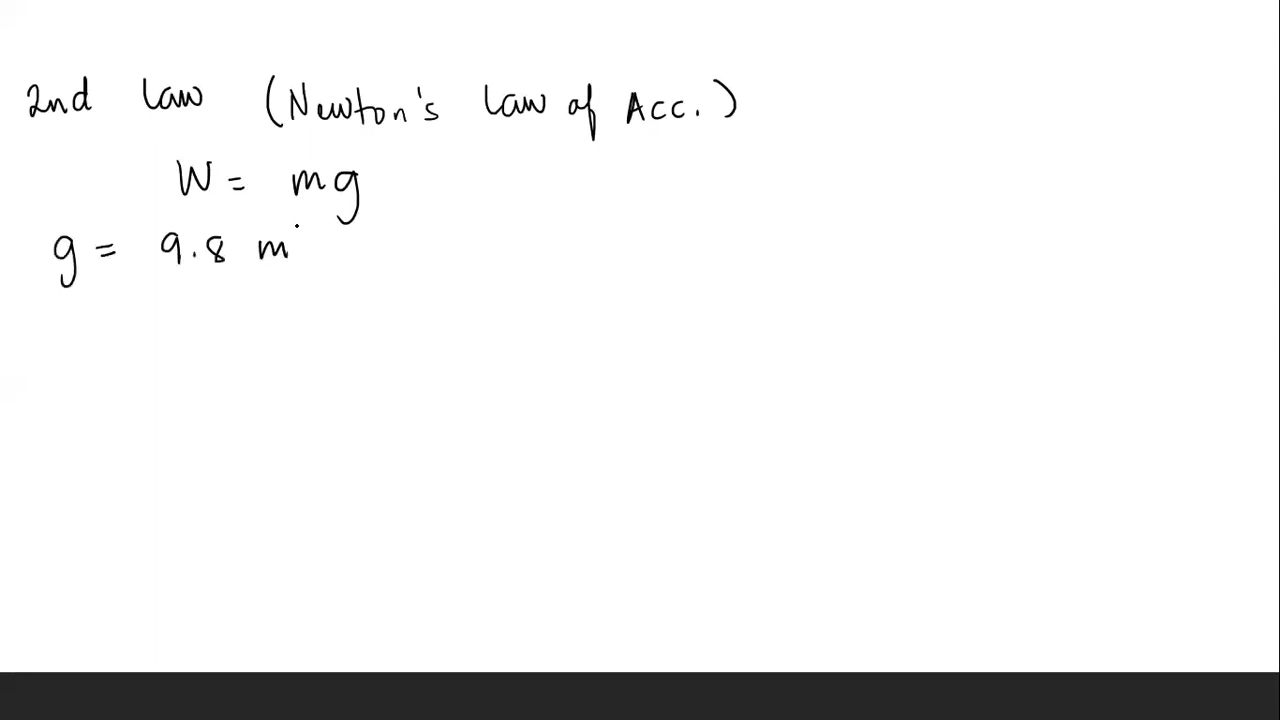 2nd law (Newton's law of Acc.)
W = mg
g = 9.8 m